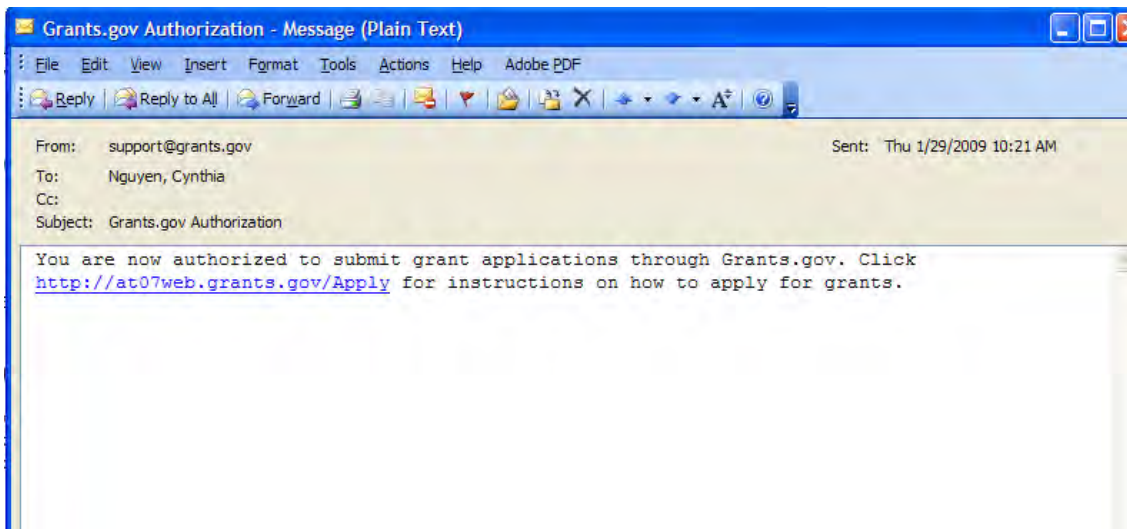 Grants.gov Authorization - Message (Plain Text)
File Edit View Insert Format Tools Actions Help Adobe PDF
Reply Reply to All Forward
From: support@grants.gov Sent: Thu 1/29/2009 10:21 AM
To: Nguyen, Cynthia
Cc:
Subject: Grants.gov Authorization
You are now authorized to submit grant applications through Grants.gov. Click
http://at07web.grants.gov/Apply for instructions on how to apply for grants.